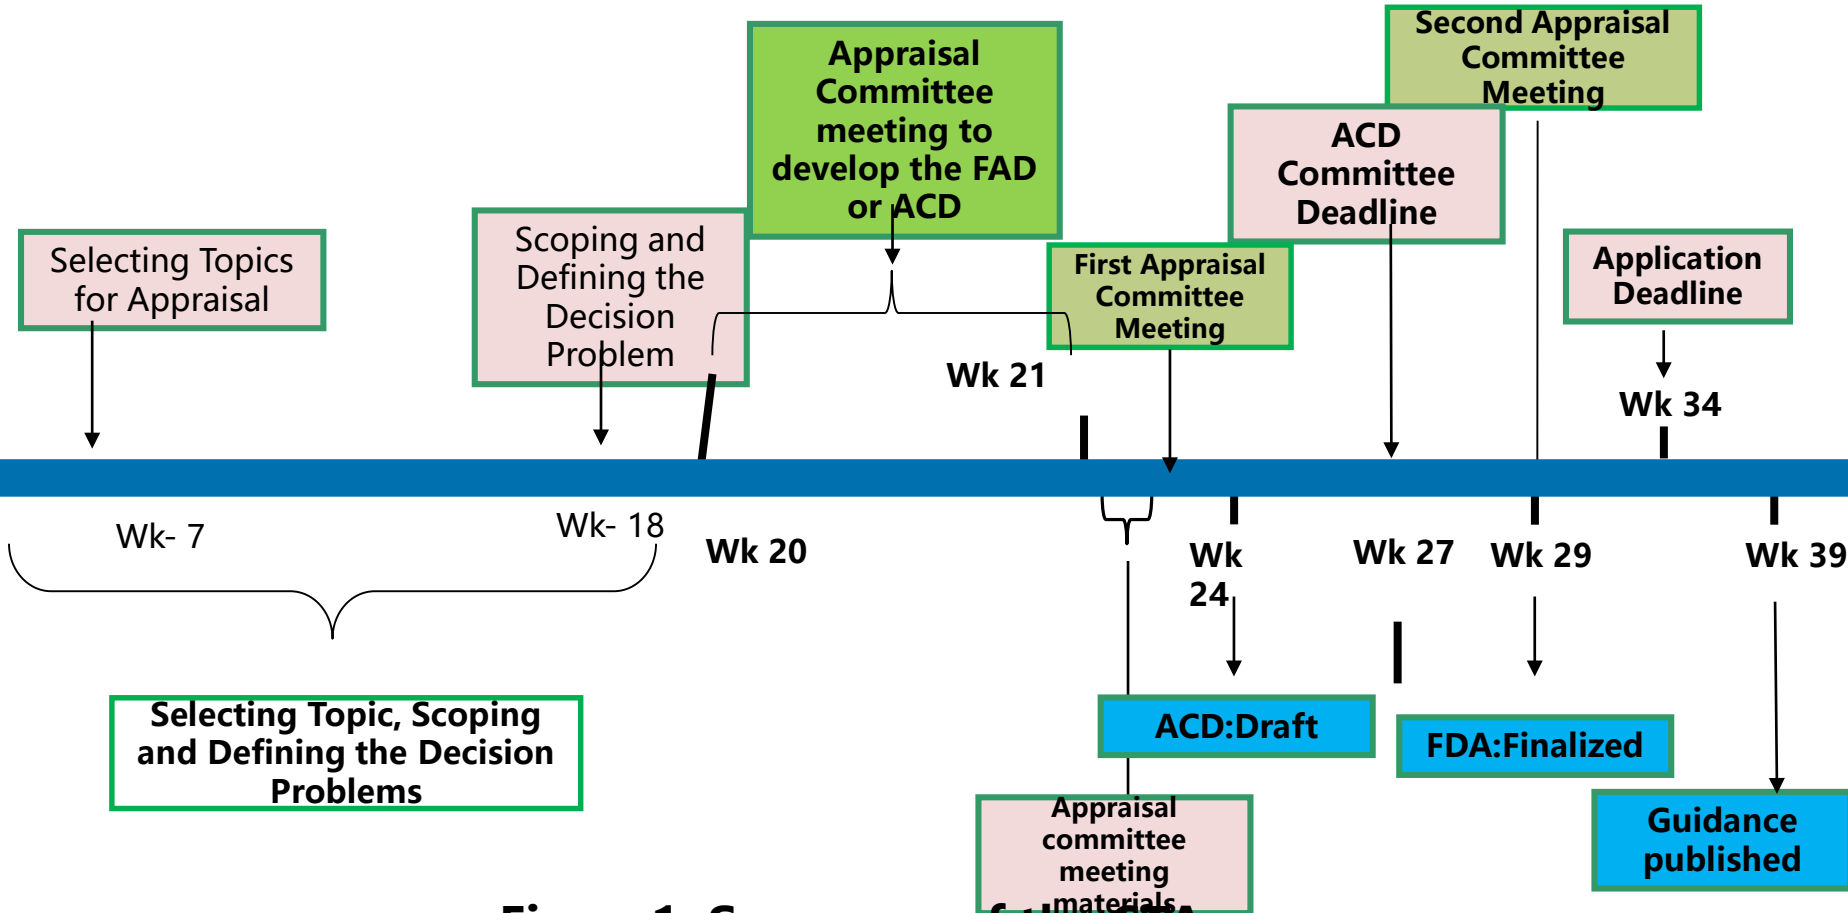 Second Appraisal
Committee
Meeting
Appraisal
Committee
meeting to
develop the FAD
or ACD
ACD
Committee
Deadline
Selecting Topics
for Appraisal
Scoping and
Defining the
Decision
Problem
First Appraisal
Committee
Meeting
Application
Deadline
Wk 21
Wk 34
Wk- 7
Wk- 18
Wk 20
Wk
24
Wk 27
Wk 29
Wk 39
Selecting Topic, Scoping
and Defining the Decision
Problems
ACD:Draft
FDA:Finalized
Appraisal
committee
meeting
materials
Guidance
published